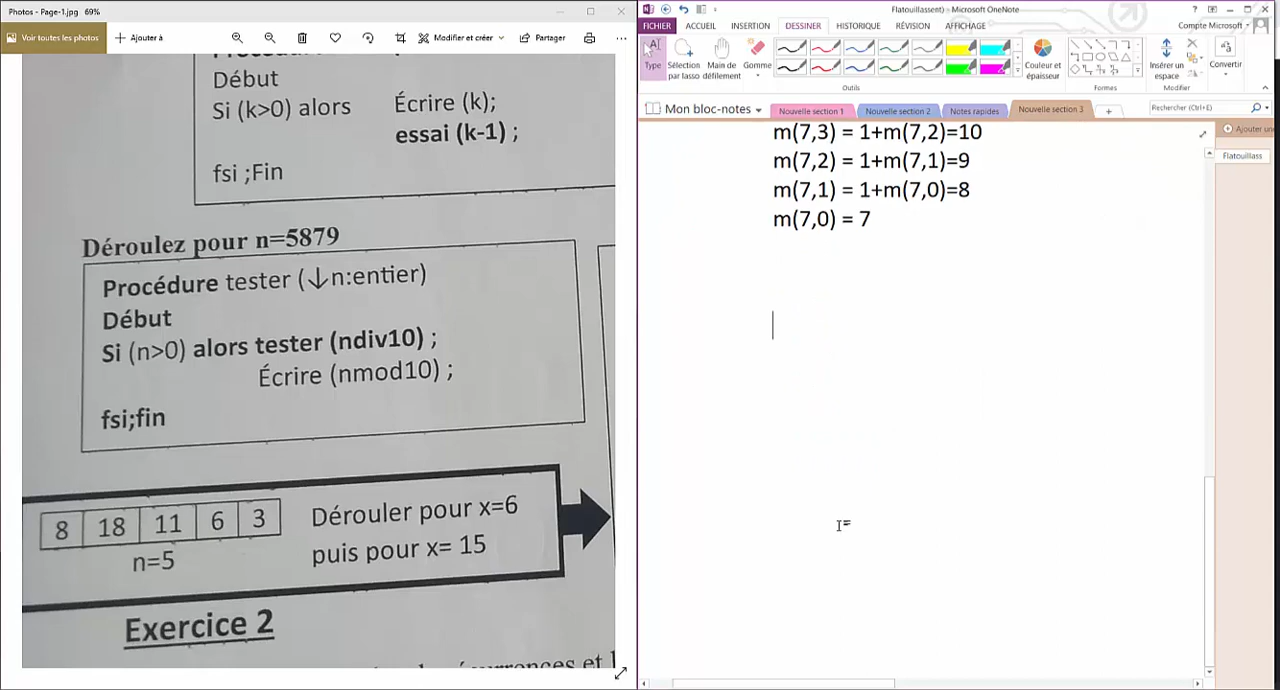 Photos - Page-1.jpg 69%
Voir toutes les photos
Ajouter à
Modifier et créer
Partager
Début
Si (k>0) alors Écrire (k);
essai (k-1) ;
fsi ;Fin
Déroulez pour n=5879
Procédure tester (↓n:entier)
Début
Si (n>0) alors tester (ndiv10) ;
Écrire (nmod10) ;
fsi;fin
8 18 11 6 3
n=5
Dérouler pour x=6
puis pour x= 15
Exercice 2
Flatouillassent) - Microsoft OneNote
FICHIER ACCUEIL INSERTION DESSINER HISTORIQUE RÉVISION AFFICHAGE
Compte Microsoft
Type
Sélection par lasso
Main de défilement
Gomme
Couleur et épaisseur
Insérer un espace
Convertir
Outils
Formes
Modifier
Mon bloc-notes
Nouvelle section 1
Nouvelle section 2
Notes rapides
Nouvelle section 3
Rechercher (Ctrl+E)
Ajouter une
Flatouillass
m(7,3) = 1+m(7,2)=10
m(7,2) = 1+m(7,1)=9
m(7,1) = 1+m(7,0)=8
m(7,0) = 7